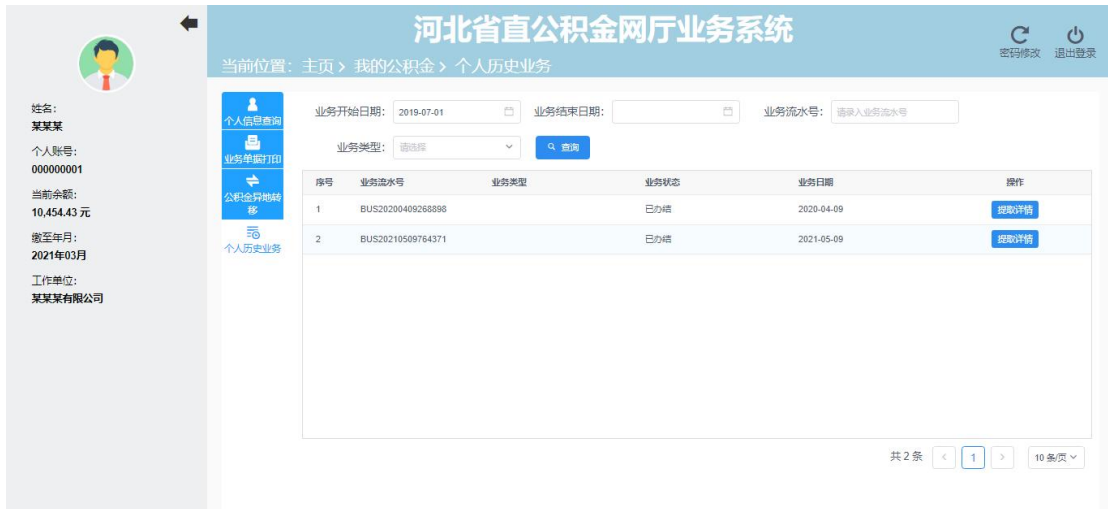 河北省直公积金网厅业务系统
密码修改 退出登录
当前位置：主页 > 我的公积金 > 个人历史业务
姓名：
某某某
个人账号：
000000001
当前余额：
10,454.43 元
缴至年月：
2021年03月
工作单位：
某某某有限公司
个人信息查询
业务单据打印
公积金异地转
移
个人历史业务
业务开始日期： 2019-07-01 业务结束日期： 业务流水号： 请录入业务流水号
业务类型： 请选择 查询
序号 业务流水号 业务类型 业务状态 业务日期 操作
1 BUS20200409268898 已办结 2020-04-09 提取详情
2 BUS20210509764371 已办结 2021-05-09 提取详情
共 2 条 < 1 > 10 条/页